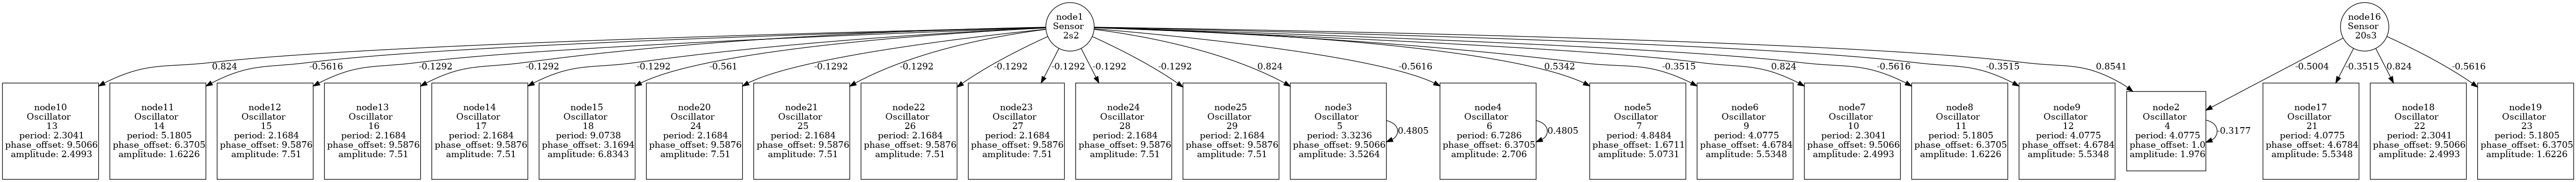 node1
Sensor
2s2
node16
Sensor
20s3
0.824
-0.5616
-0.1292
-0.1292
-0.1292
-0.561
-0.1292
-0.1292
-0.1292
-0.1292
-0.1292
-0.1292
0.824
-0.5616
0.5342
-0.3515
0.824
-0.5616
-0.3515
0.8541
-0.5004
-0.3515
0.824
-0.5616
node10
Oscillator
13
period: 2.3041
phase_offset: 9.5066
amplitude: 2.4993
node11
Oscillator
14
period: 5.1805
phase_offset: 6.3705
amplitude: 1.6226
node12
Oscillator
15
period: 2.1684
phase_offset: 9.5876
amplitude: 7.51
node13
Oscillator
16
period: 2.1684
phase_offset: 9.5876
amplitude: 7.51
node14
Oscillator
17
period: 2.1684
phase_offset: 9.5876
amplitude: 7.51
node15
Oscillator
18
period: 9.0738
phase_offset: 3.1694
amplitude: 6.8343
node20
Oscillator
24
period: 2.1684
phase_offset: 9.5876
amplitude: 7.51
node21
Oscillator
25
period: 2.1684
phase_offset: 9.5876
amplitude: 7.51
node22
Oscillator
26
period: 2.1684
phase_offset: 9.5876
amplitude: 7.51
node23
Oscillator
27
period: 2.1684
phase_offset: 9.5876
amplitude: 7.51
node24
Oscillator
28
period: 2.1684
phase_offset: 9.5876
amplitude: 7.51
node25
Oscillator
29
period: 2.1684
phase_offset: 9.5876
amplitude: 7.51
node3
Oscillator
5
period: 3.3236
phase_offset: 9.5066
amplitude: 3.5264
0.4805
node4
Oscillator
6
period: 6.7286
phase_offset: 6.3705
amplitude: 2.706
0.4805
node5
Oscillator
7
period: 4.8484
phase_offset: 1.6711
amplitude: 5.0731
node6
Oscillator
9
period: 4.0775
phase_offset: 4.6784
amplitude: 5.5348
node7
Oscillator
10
period: 2.3041
phase_offset: 9.5066
amplitude: 2.4993
node8
Oscillator
11
period: 5.1805
phase_offset: 6.3705
amplitude: 1.6226
node9
Oscillator
12
period: 4.0775
phase_offset: 4.6784
amplitude: 5.5348
node2
Oscillator
4
period: 4.0775
phase_offset: 1.0
amplitude: 1.976
-0.3177
node17
Oscillator
21
period: 4.0775
phase_offset: 4.6784
amplitude: 5.5348
node18
Oscillator
22
period: 2.3041
phase_offset: 9.5066
amplitude: 2.4993
node19
Oscillator
23
period: 5.1805
phase_offset: 6.3705
amplitude: 1.6226